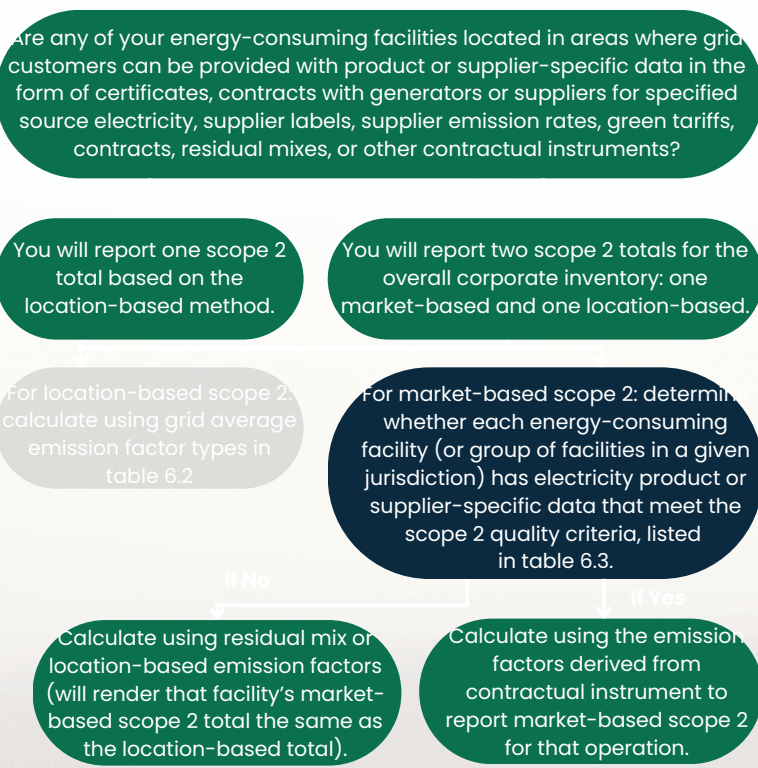 Are any of your energy-consuming facilities located in areas where grid
customers can be provided with product or supplier-specific data in the
form of certificates, contracts with generators or suppliers for specified
source electricity, supplier labels, supplier emission rates, green tariffs,
contracts, residual mixes, or other contractual instruments?
If No
You will report one scope 2
total based on the
location-based method.
You will report two scope 2 totals for the
overall corporate inventory: one
market-based and one location-based.
For location-based scope 2:
calculate using grid average
emission factor types in
table 6.2
For market-based scope 2: determine
whether each energy-consuming
facility (or group of facilities in a given
jurisdiction) has electricity product or
supplier-specific data that meet the
scope 2 quality criteria, listed
in table 6.3.
If No
If Yes
Calculate using residual mix or
location-based emission factors
(will render that facility's market-
based scope 2 total the same as
the location-based total).
Calculate using the emission
factors derived from
contractual instrument to
report market-based scope 2
for that operation.